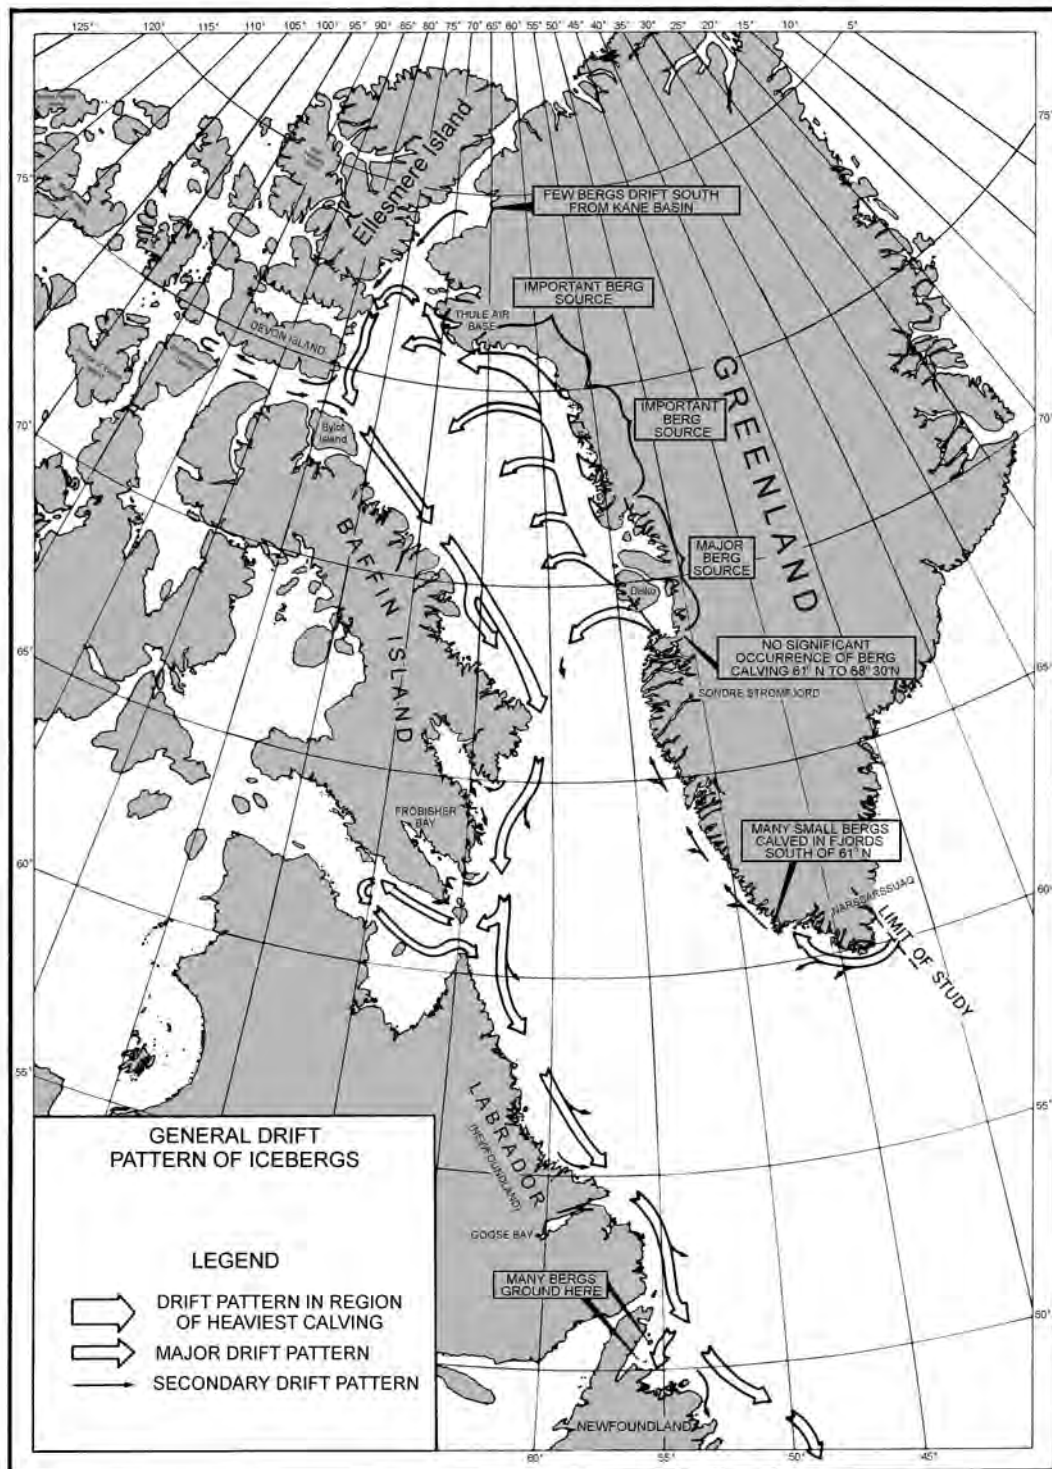 125° 120° 115° 110° 105° 100° 95° 90° 85° 80° 75° 70° 65° 60° 55° 50° 45° 40° 35° 30° 25° 20° 15° 10° 5°
75°
75°
Ellesmere Island
FEW BERGS DRIFT SOUTH
FROM KANE BASIN
IMPORTANT BERG
SOURCE
THULE AIR
BASE
DEVON ISLAND
GREENLAND
70°
70°
IMPORTANT
BERG
SOURCE
Bylot
Island
BAFFIN ISLAND
MAJOR
BERG
SOURCE
Disko
NO SIGNIFICANT
OCCURRENCE OF BERG
CALVING 61° N TO 68° 30'N
65°
65°
SONDRE STROMFJORD
FROBISHER
BAY
MANY SMALL BERGS
CALVED IN FJORDS
SOUTH OF 61° N
60°
60°
NARSSARSSUAQ
LIMIT OF STUDY
55°
55°
LABRADOR
(NEWFOUNDLAND)
GOOSE BAY
MANY BERGS
GROUND HERE
GENERAL DRIFT
PATTERN OF ICEBERGS
LEGEND
DRIFT PATTERN IN REGION
OF HEAVIEST CALVING
MAJOR DRIFT PATTERN
SECONDARY DRIFT PATTERN
NEWFOUNDLAND
60° 55° 50° 45°